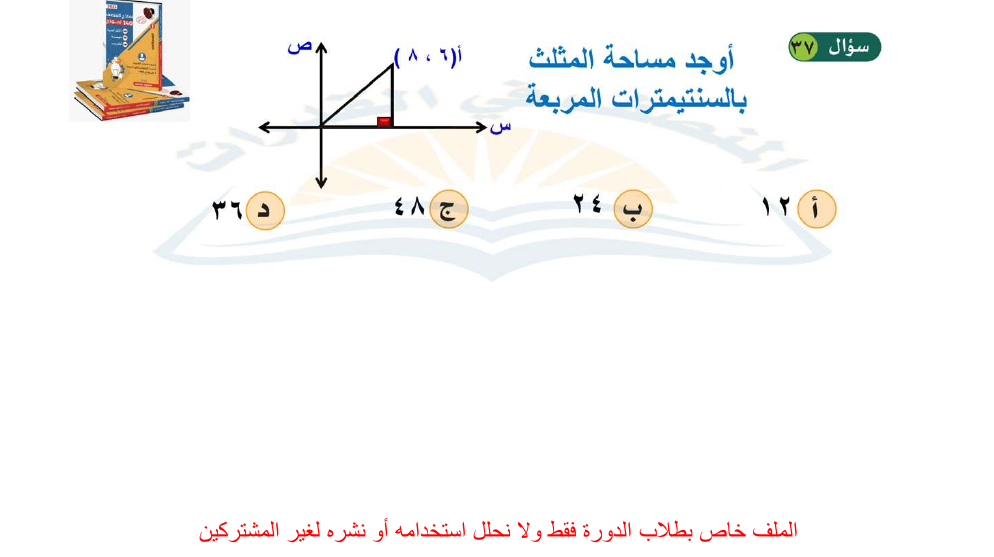 سؤال ٣٧
أوجد مساحة المثلث
بالسنتيمترات المربعة
ص
أ(٦ ، ٨)
س
أ ١٢
ب ٢٤
ج ٤٨
د ٣٦
الملف خاص بطلاب الدورة فقط ولا نحلل استخدامه أو نشره لغير المشتركين